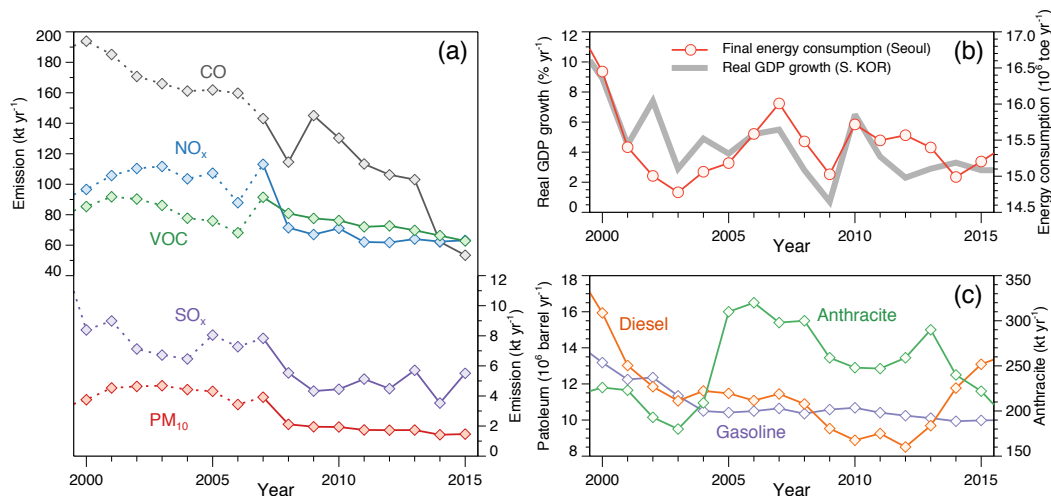 (a)
Emission (kt yr-1)
200
180
160
140
120
100
80
60
40
CO
NOx
VOC
SOx
PM10
12
10
8
6
4
2
0
Emission (kt yr-1)
2000
2005
2010
2015
Year
(b)
Final energy consumption (Seoul)
Real GDP growth (S. KOR)
Real GDP growth (% yr-1)
12
10
8
6
4
2
0
17.0
16.5
16.0
15.5
15.0
14.5
Energy consumption (10^6 toe yr-1)
2000
2005
2010
2015
Year
(c)
Diesel
Anthracite
Gasoline
Patoleum (10^6 barrel yr-1)
18
16
14
12
10
8
350
300
250
200
150
Anthracite (kt yr-1)
2000
2005
2010
2015
Year